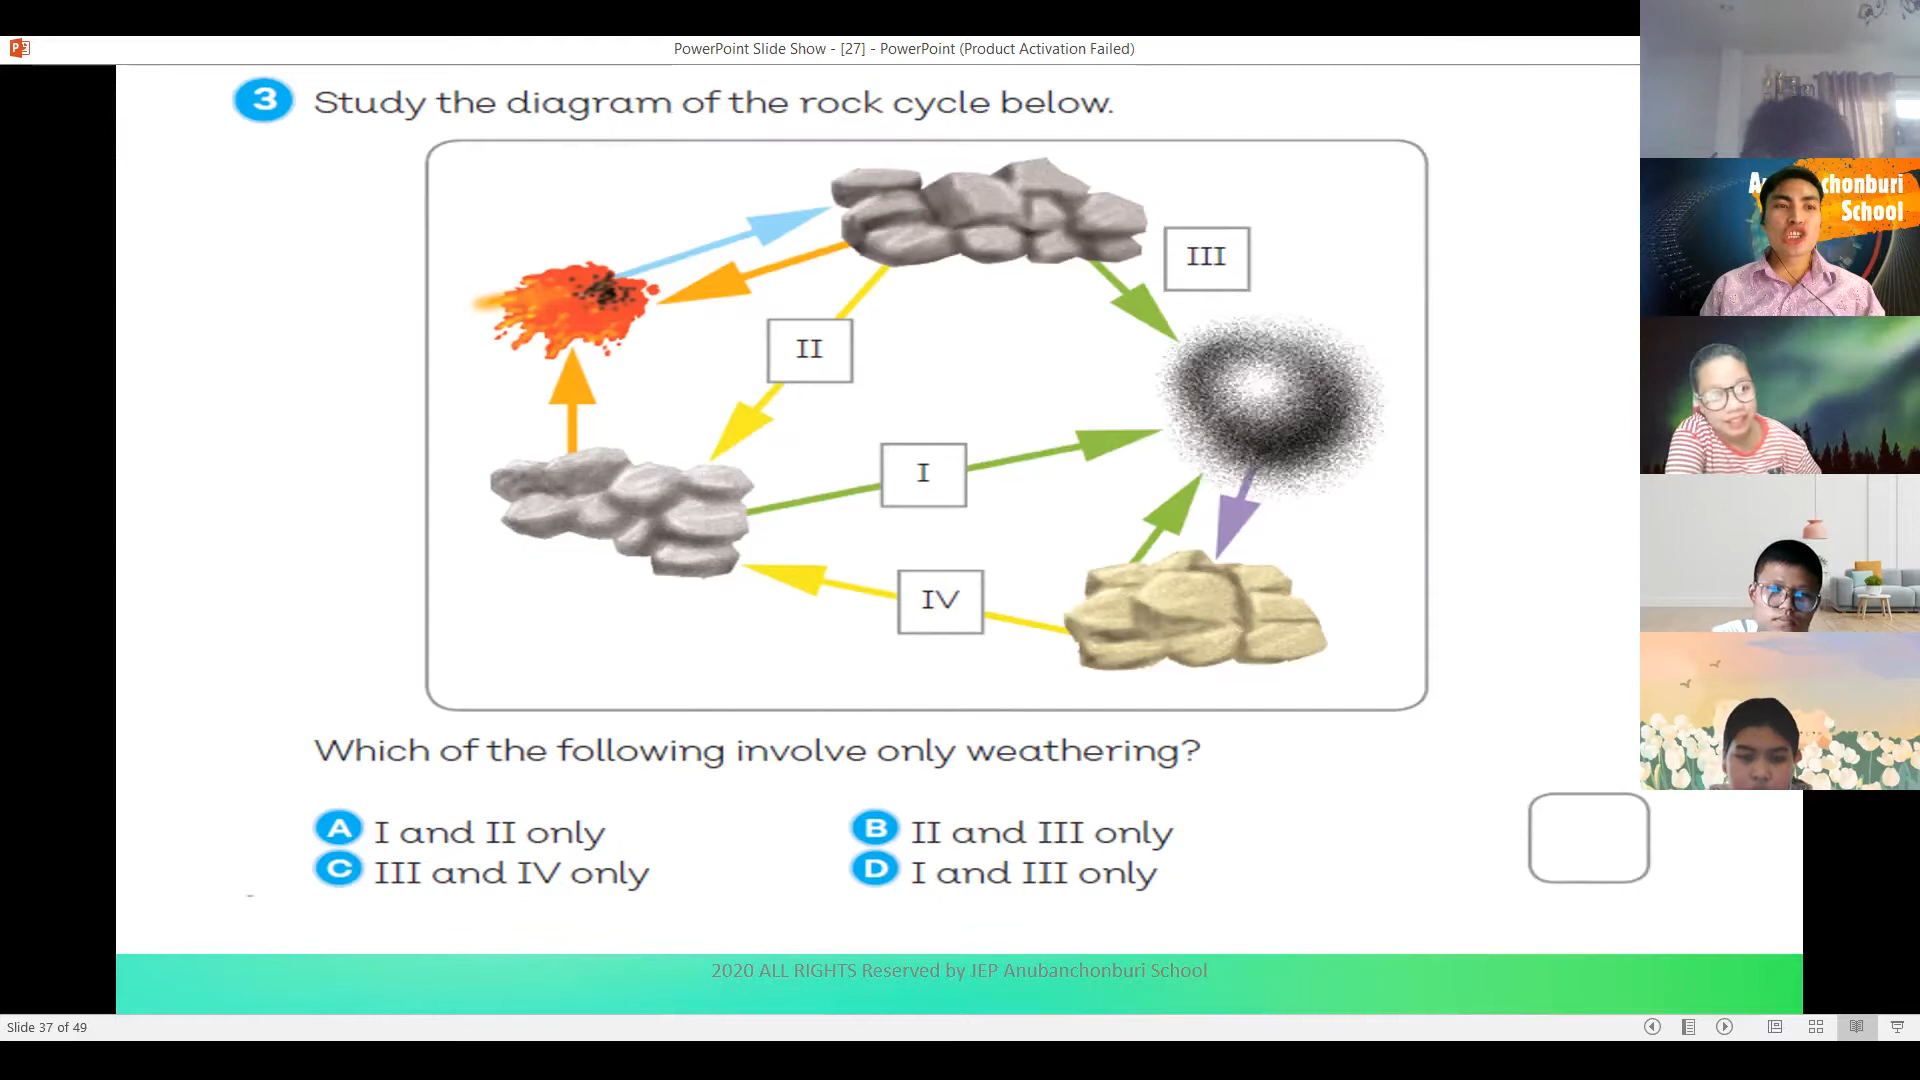 PowerPoint Slide Show - [27] - PowerPoint (Product Activation Failed)
3 Study the diagram of the rock cycle below.
III
II
I
IV
Which of the following involve only weathering?
A I and II only
B II and III only
C III and IV only
D I and III only
2020 ALL RIGHTS Reserved by JEP Anubanchonburi School
Slide 37 of 49
chonburi
School